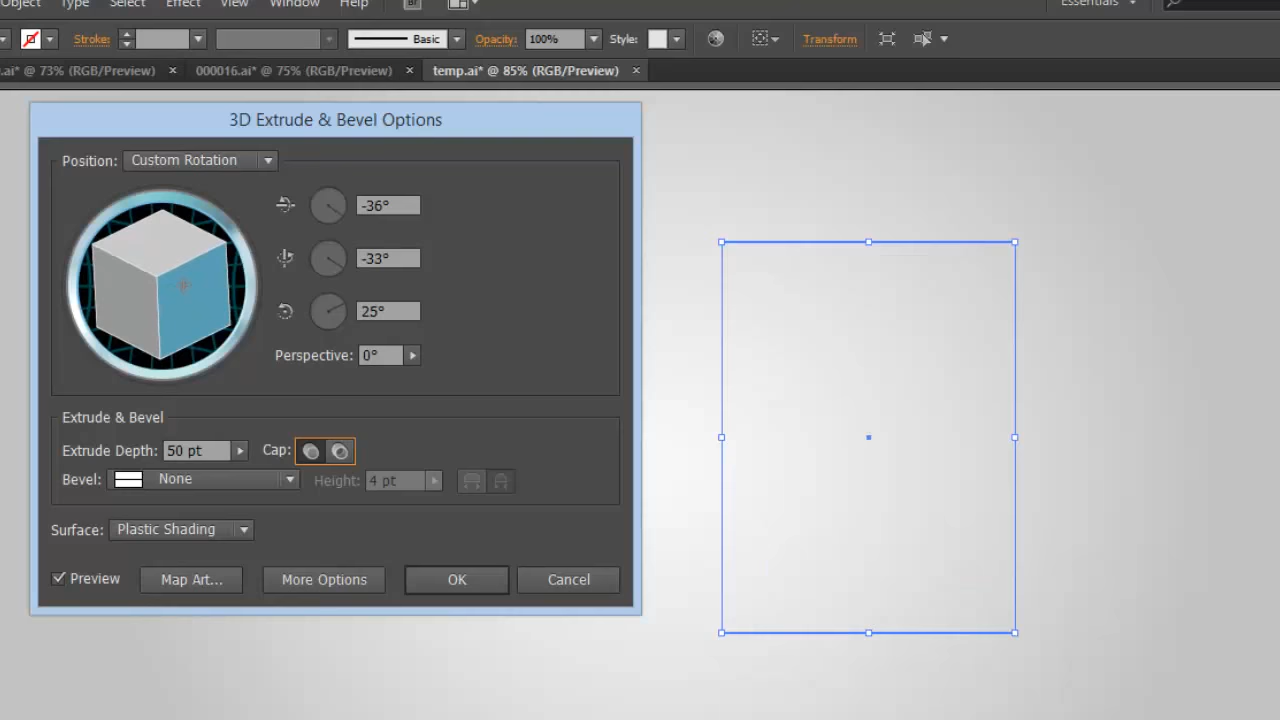 Object Type Select Effect View Window Help Br Essentials
Stroke: Basic Opacity: 100% Style: Transform
.ai* @ 73% (RGB/Preview) × 000016.ai* @ 75% (RGB/Preview) × temp.ai* @ 85% (RGB/Preview) ×
3D Extrude & Bevel Options
Position: Custom Rotation
-36°
-33°
25°
Perspective: 0°
Extrude & Bevel
Extrude Depth: 50 pt Cap:
Bevel: None Height: 4 pt
Surface: Plastic Shading
Preview Map Art... More Options OK Cancel